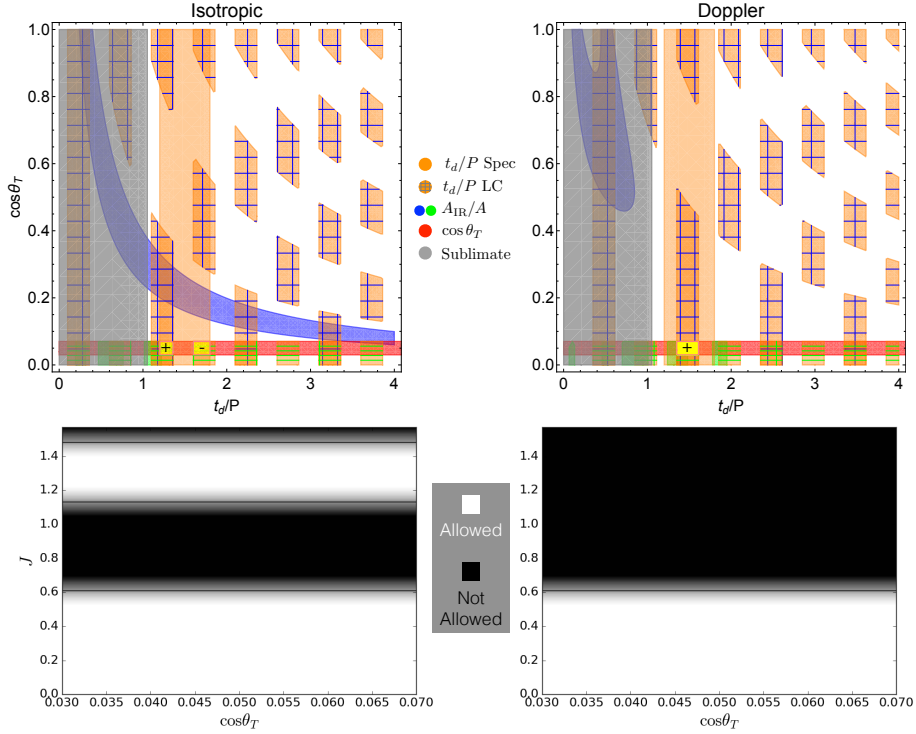 Isotropic
Doppler
1.0
0.8
0.6
0.4
0.2
0.0
cosθ_T
0
1
2
3
4
t_d/P
+
-
t_d/P Spec
t_d/P LC
A_IR/A
cos θ_T
Sublimate
1.0
0.8
0.6
0.4
0.2
0.0
0
1
2
3
4
t_d/P
+
1.4
1.2
1.0
0.8
0.6
0.4
0.2
0.0
J
0.030 0.035 0.040 0.045 0.050 0.055 0.060 0.065 0.070
cosθ_T
Allowed
Not
Allowed
1.4
1.2
1.0
0.8
0.6
0.4
0.2
0.0
0.030 0.035 0.040 0.045 0.050 0.055 0.060 0.065 0.070
cosθ_T